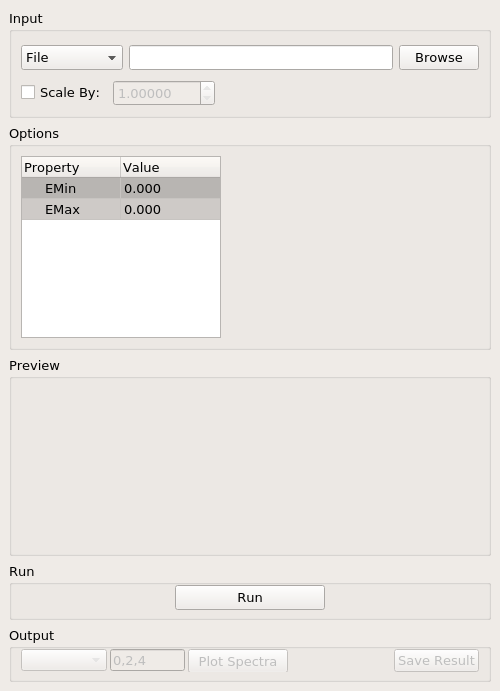 Input
File Browse
Scale By: 1.00000
Options
Property Value
EMin 0.000
EMax 0.000
Preview
Run
Run
Output
0,2,4 Plot Spectra Save Result